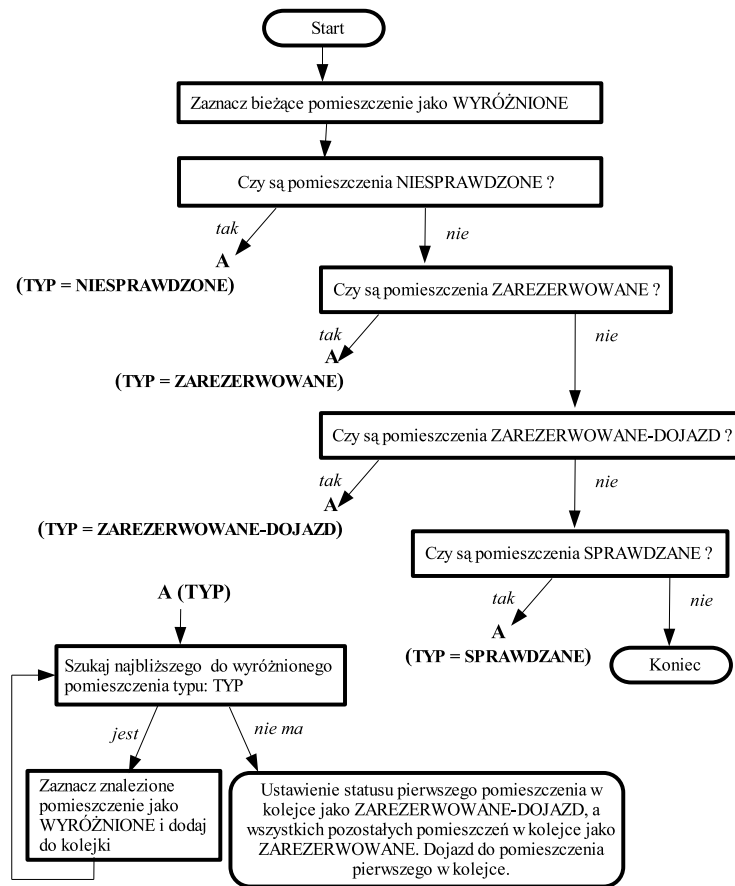 Start
Zaznacz bieżące pomieszczenie jako WYRÓŻNIONE
Czy są pomieszczenia NIESPRAWDZONE ?
tak
nie
A
(TYP = NIESPRAWDZONE)
Czy są pomieszczenia ZAREZERWOWANE ?
tak
nie
A
(TYP = ZAREZERWOWANE)
Czy są pomieszczenia ZAREZERWOWANE-DOJAZD ?
tak
nie
A
(TYP = ZAREZERWOWANE-DOJAZD)
Czy są pomieszczenia SPRAWDZANE ?
tak
nie
A
(TYP = SPRAWDZANE)
Koniec
A (TYP)
Szukaj najbliższego do wyróżnionego
pomieszczenia typu: TYP
jest
nie ma
Zaznacz znalezione
pomieszczenie jako
WYRÓŻNIONE i dodaj
do kolejki
Ustawienie statusu pierwszego pomieszczenia w
kolejce jako ZAREZERWOWANE-DOJAZD, a
wszystkich pozostałych pomieszczeń w kolejce jako
ZAREZERWOWANE. Dojazd do pomieszczenia
pierwszego w kolejce.